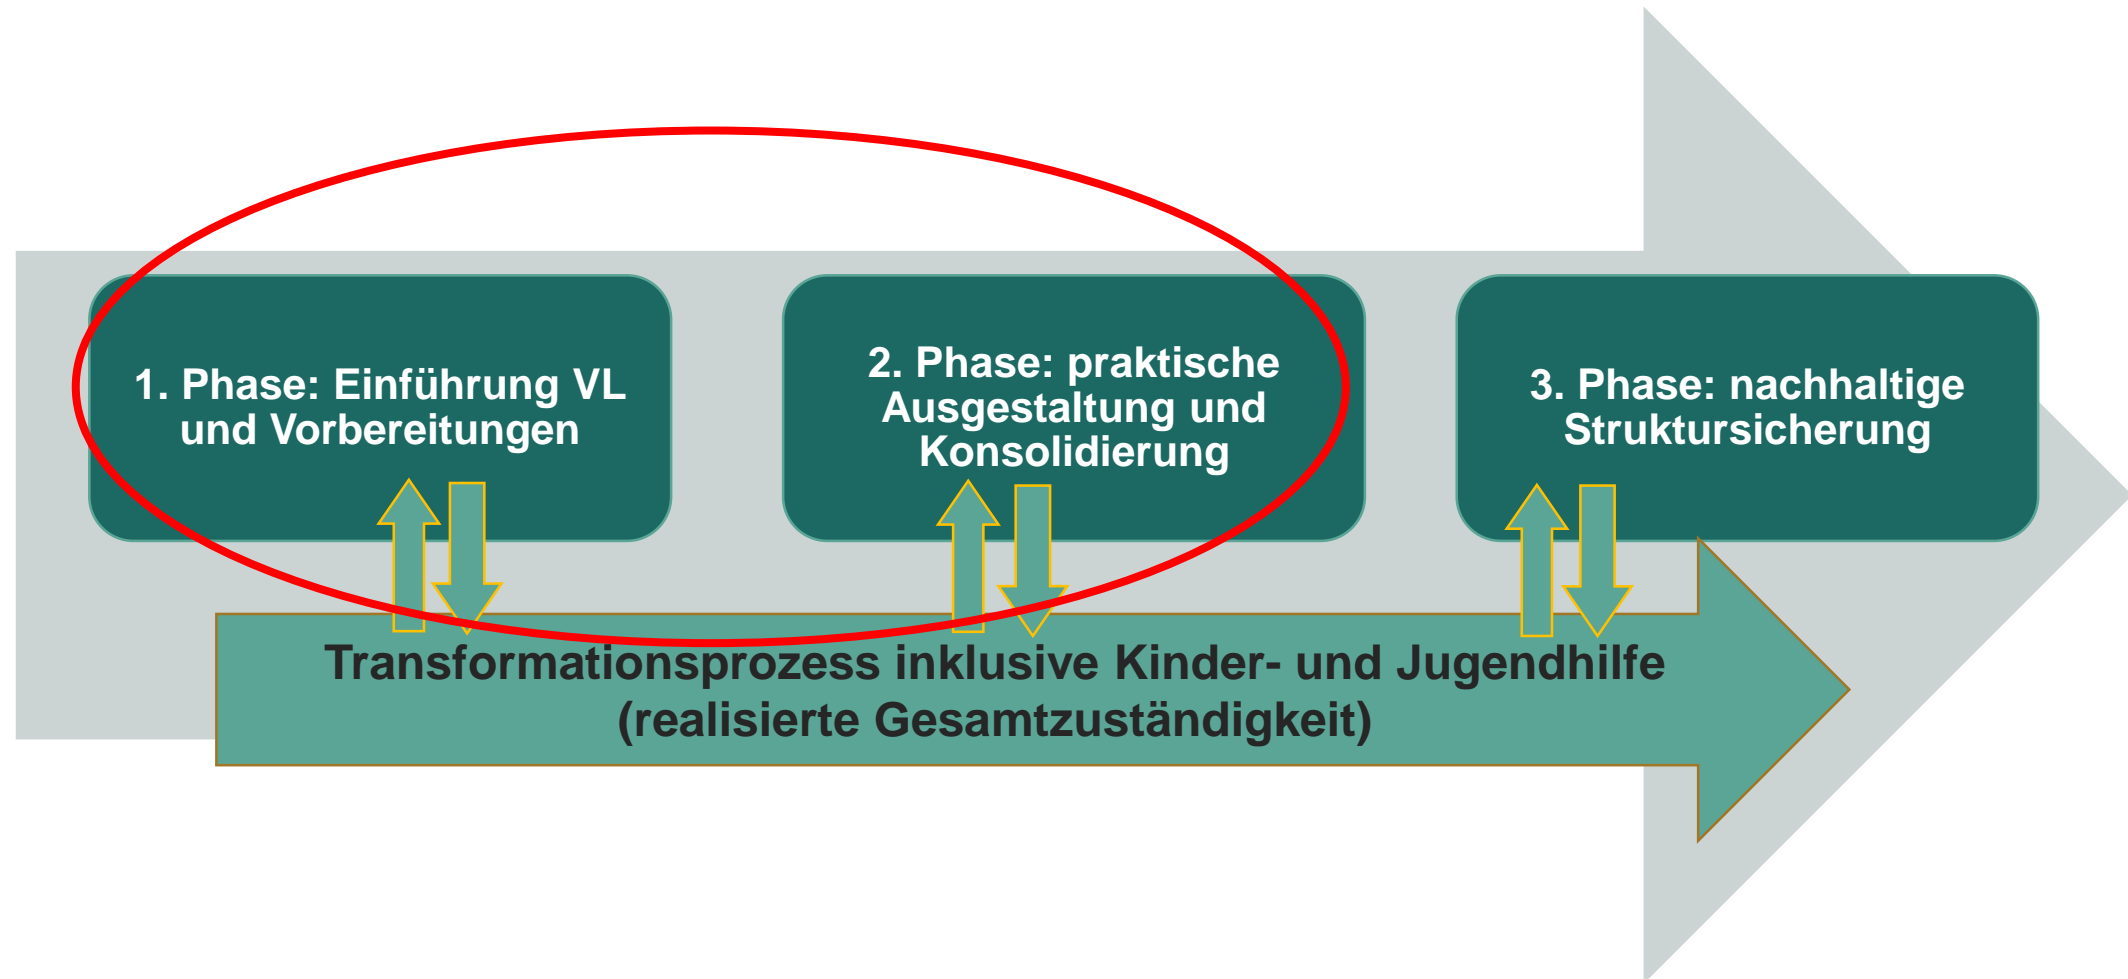 1. Phase: Einführung VL
und Vorbereitungen
2. Phase: praktische
Ausgestaltung und
Konsolidierung
3. Phase: nachhaltige
Struktursicherung
Transformationsprozess inklusive Kinder- und Jugendhilfe
(realisierte Gesamtzuständigkeit)